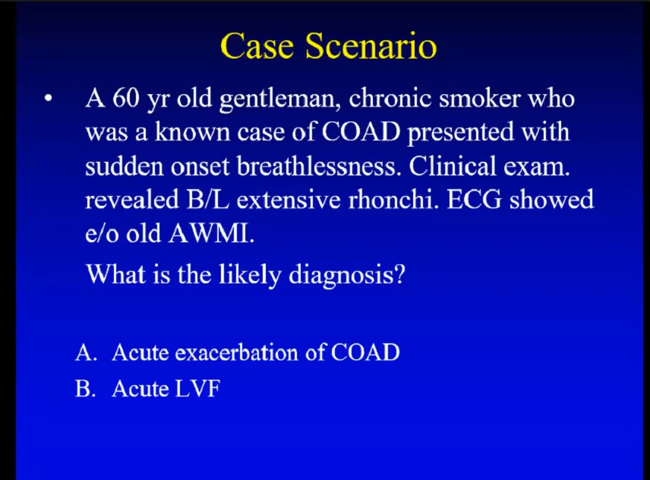 Case Scenario
• A 60 yr old gentleman, chronic smoker who
was a known case of COAD presented with
sudden onset breathlessness. Clinical exam.
revealed B/L extensive rhonchi. ECG showed
e/o old AWMI.
What is the likely diagnosis?
A. Acute exacerbation of COAD
B. Acute LVF